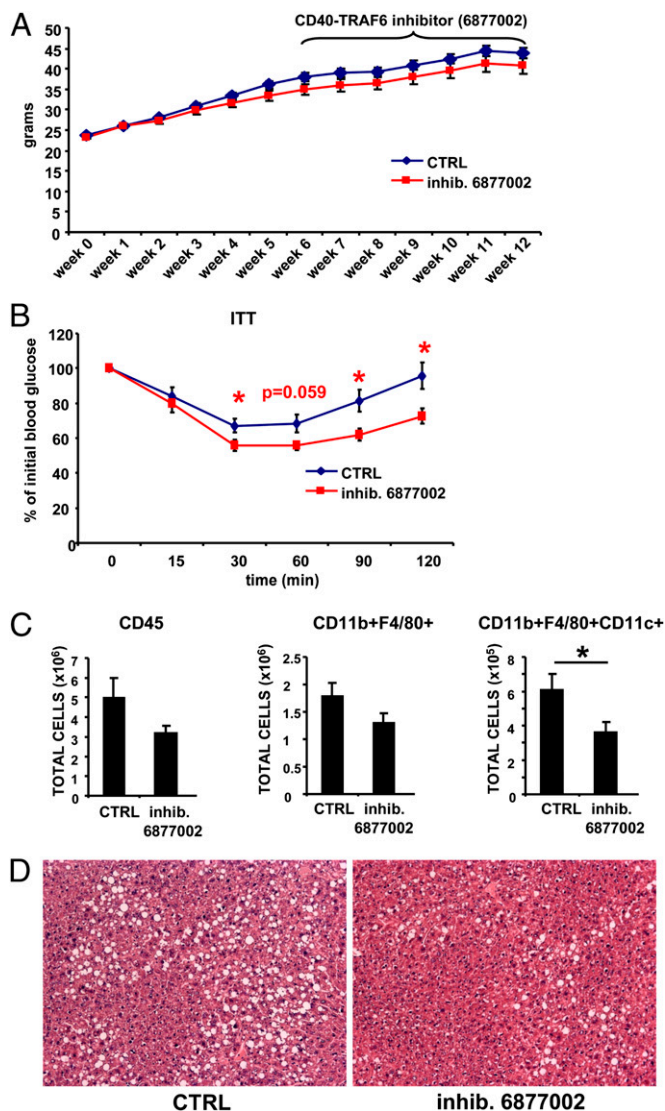 A
CD40-TRAF6 inhibitor (6877002)
grams
50
45
40
35
30
25
20
15
10
5
0
CTRL
inhib. 6877002
week 0
week 1
week 2
week 3
week 4
week 5
week 6
week 7
week 8
week 9
week 10
week 11
week 12
B
ITT
% of initial blood glucose
120
100
80
60
40
20
0
*
p=0.059
*
*
CTRL
inhib. 6877002
0 15 30 60 90 120
time (min)
C
CD45
TOTAL CELLS (x10⁶)
7
6
5
4
3
2
1
0
CTRL inhib.
6877002
CD11b+F4/80+
TOTAL CELLS (x10⁶)
2.5
2
1.5
1
0.5
0
CTRL inhib.
6877002
CD11b+F4/80+CD11c+
TOTAL CELLS (x10⁵)
8
6
4
2
0
*
CTRL inhib.
6877002
D
CTRL
inhib. 6877002